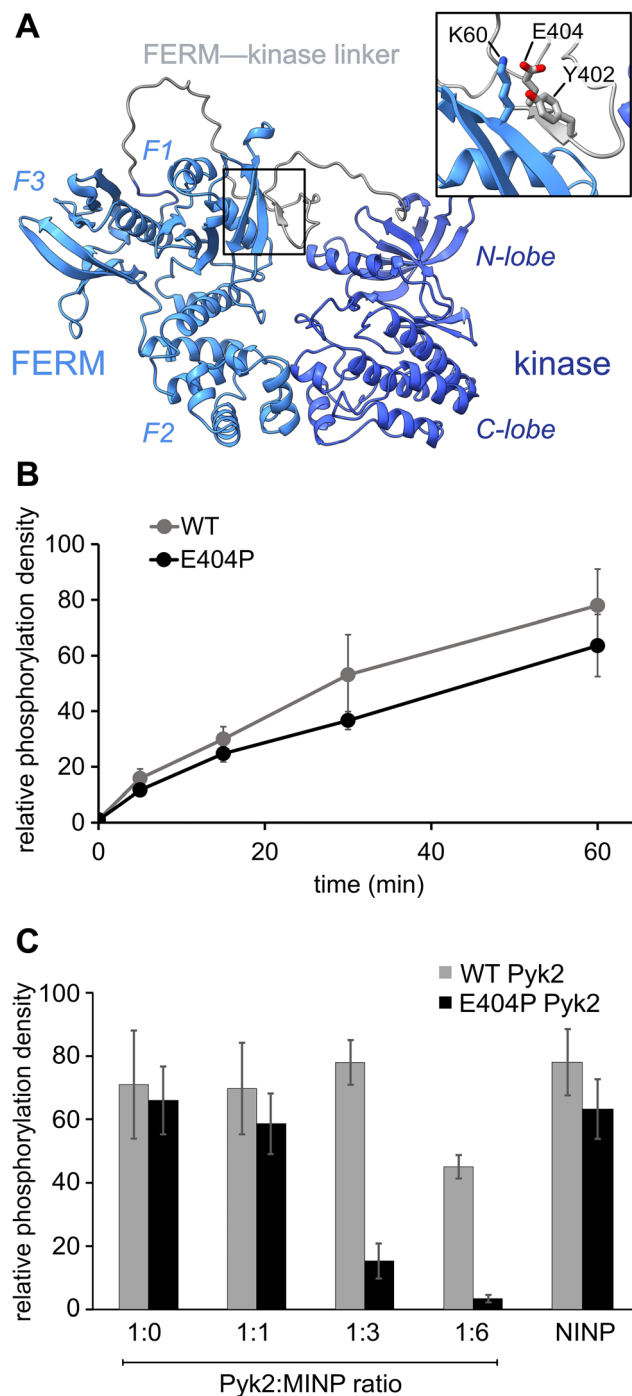 A
FERM—kinase linker
K60
E404
Y402
F1
F3
N-lobe
FERM
kinase
F2
C-lobe
B
WT
E404P
relative phosphorylation density
100
80
60
40
20
0
0 20 40 60
time (min)
C
WT Pyk2
E404P Pyk2
relative phosphorylation density
100
80
60
40
20
0
1:0 1:1 1:3 1:6 NINP
Pyk2:MINP ratio